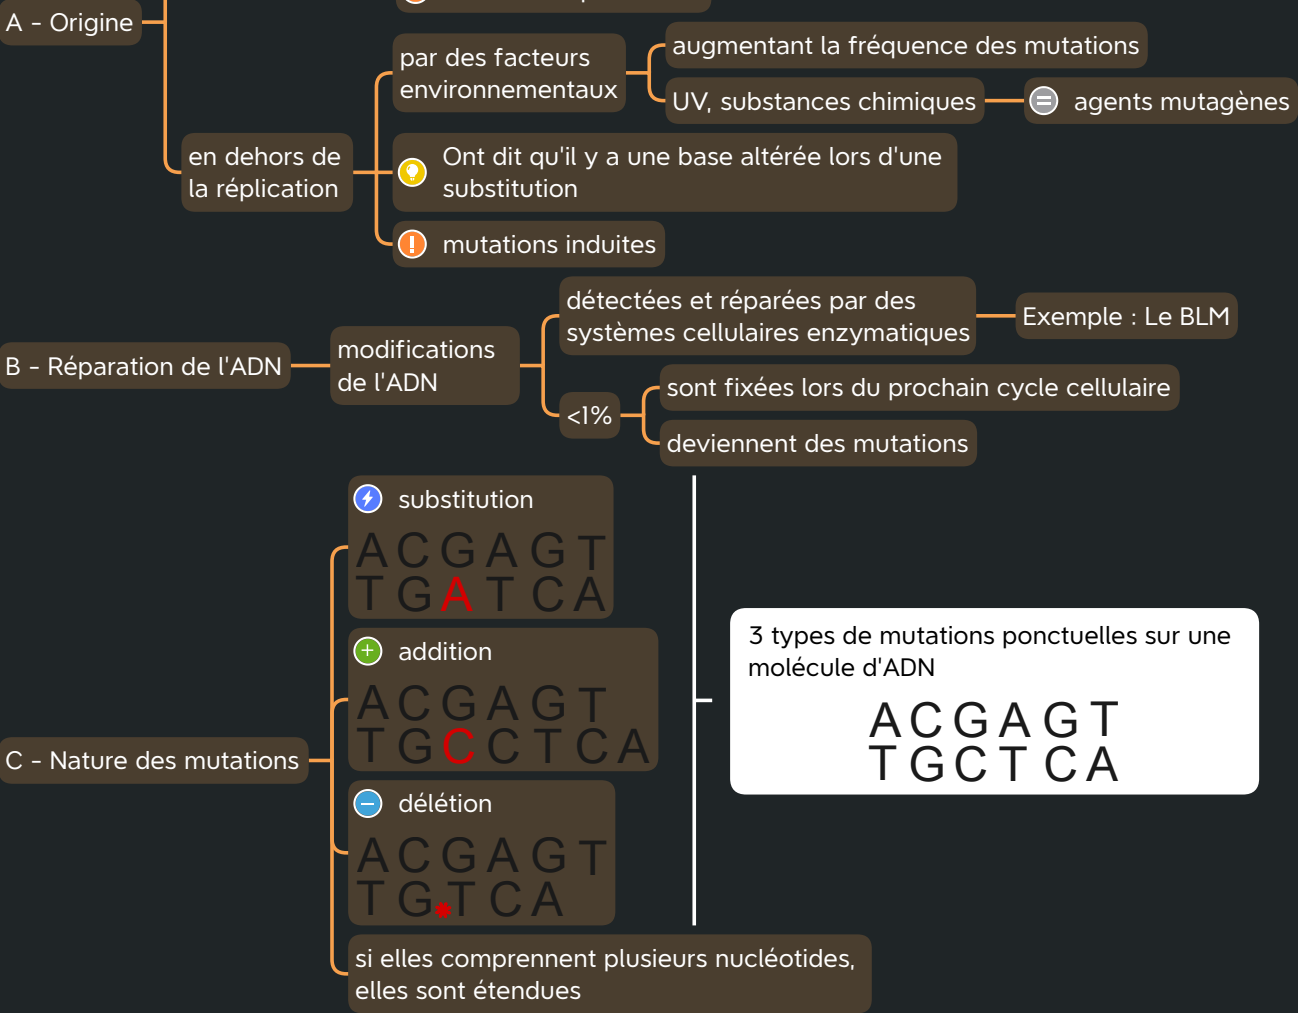 A - Origine
par des facteurs
environnementaux
augmentant la fréquence des mutations
UV, substances chimiques
agents mutagènes
en dehors de
la réplication
Ont dit qu'il y a une base altérée lors d'une
substitution
mutations induites
B - Réparation de l'ADN
modifications
de l'ADN
détectées et réparées par des
systèmes cellulaires enzymatiques
Exemple : Le BLM
<1%
sont fixées lors du prochain cycle cellulaire
deviennent des mutations
C - Nature des mutations
substitution
ACGAGT
TGATCA
addition
ACGAGT
TGCCTCA
délétion
ACGAGT
TG*TCA
si elles comprennent plusieurs nucléotides,
elles sont étendues
3 types de mutations ponctuelles sur une
molécule d'ADN
ACGAGT
TGCTCA